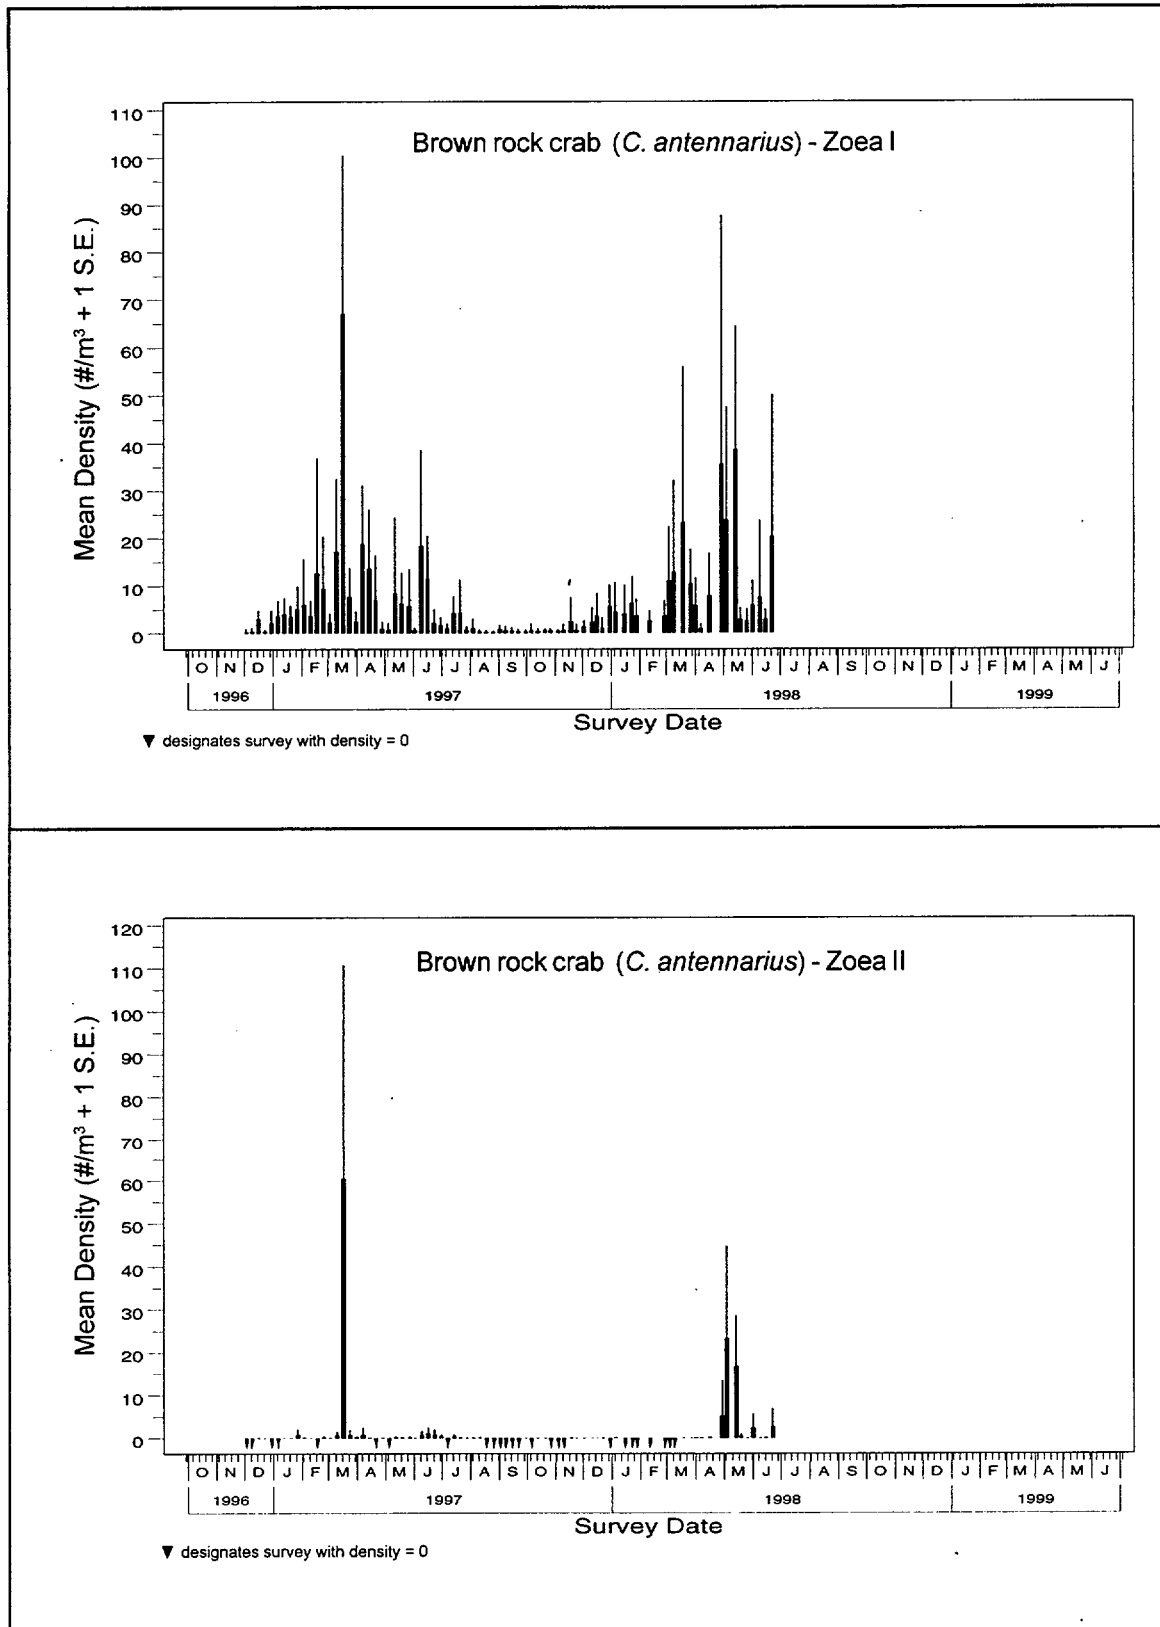 Brown rock crab (C. antennarius) - Zoea I
Mean Density (#/m³ + 1 S.E.)
110
100
90
80
70
60
50
40
30
20
10
0
O N D J F M A M J J A S O N D J F M A M J J A S O N D J F M A M J
1996 1997 1998 1999
Survey Date
▼ designates survey with density = 0
Brown rock crab (C. antennarius) - Zoea II
Mean Density (#/m³ + 1 S.E.)
120
110
100
90
80
70
60
50
40
30
20
10
0
O N D J F M A M J J A S O N D J F M A M J J A S O N D J F M A M J
1996 1997 1998 1999
Survey Date
▼ designates survey with density = 0